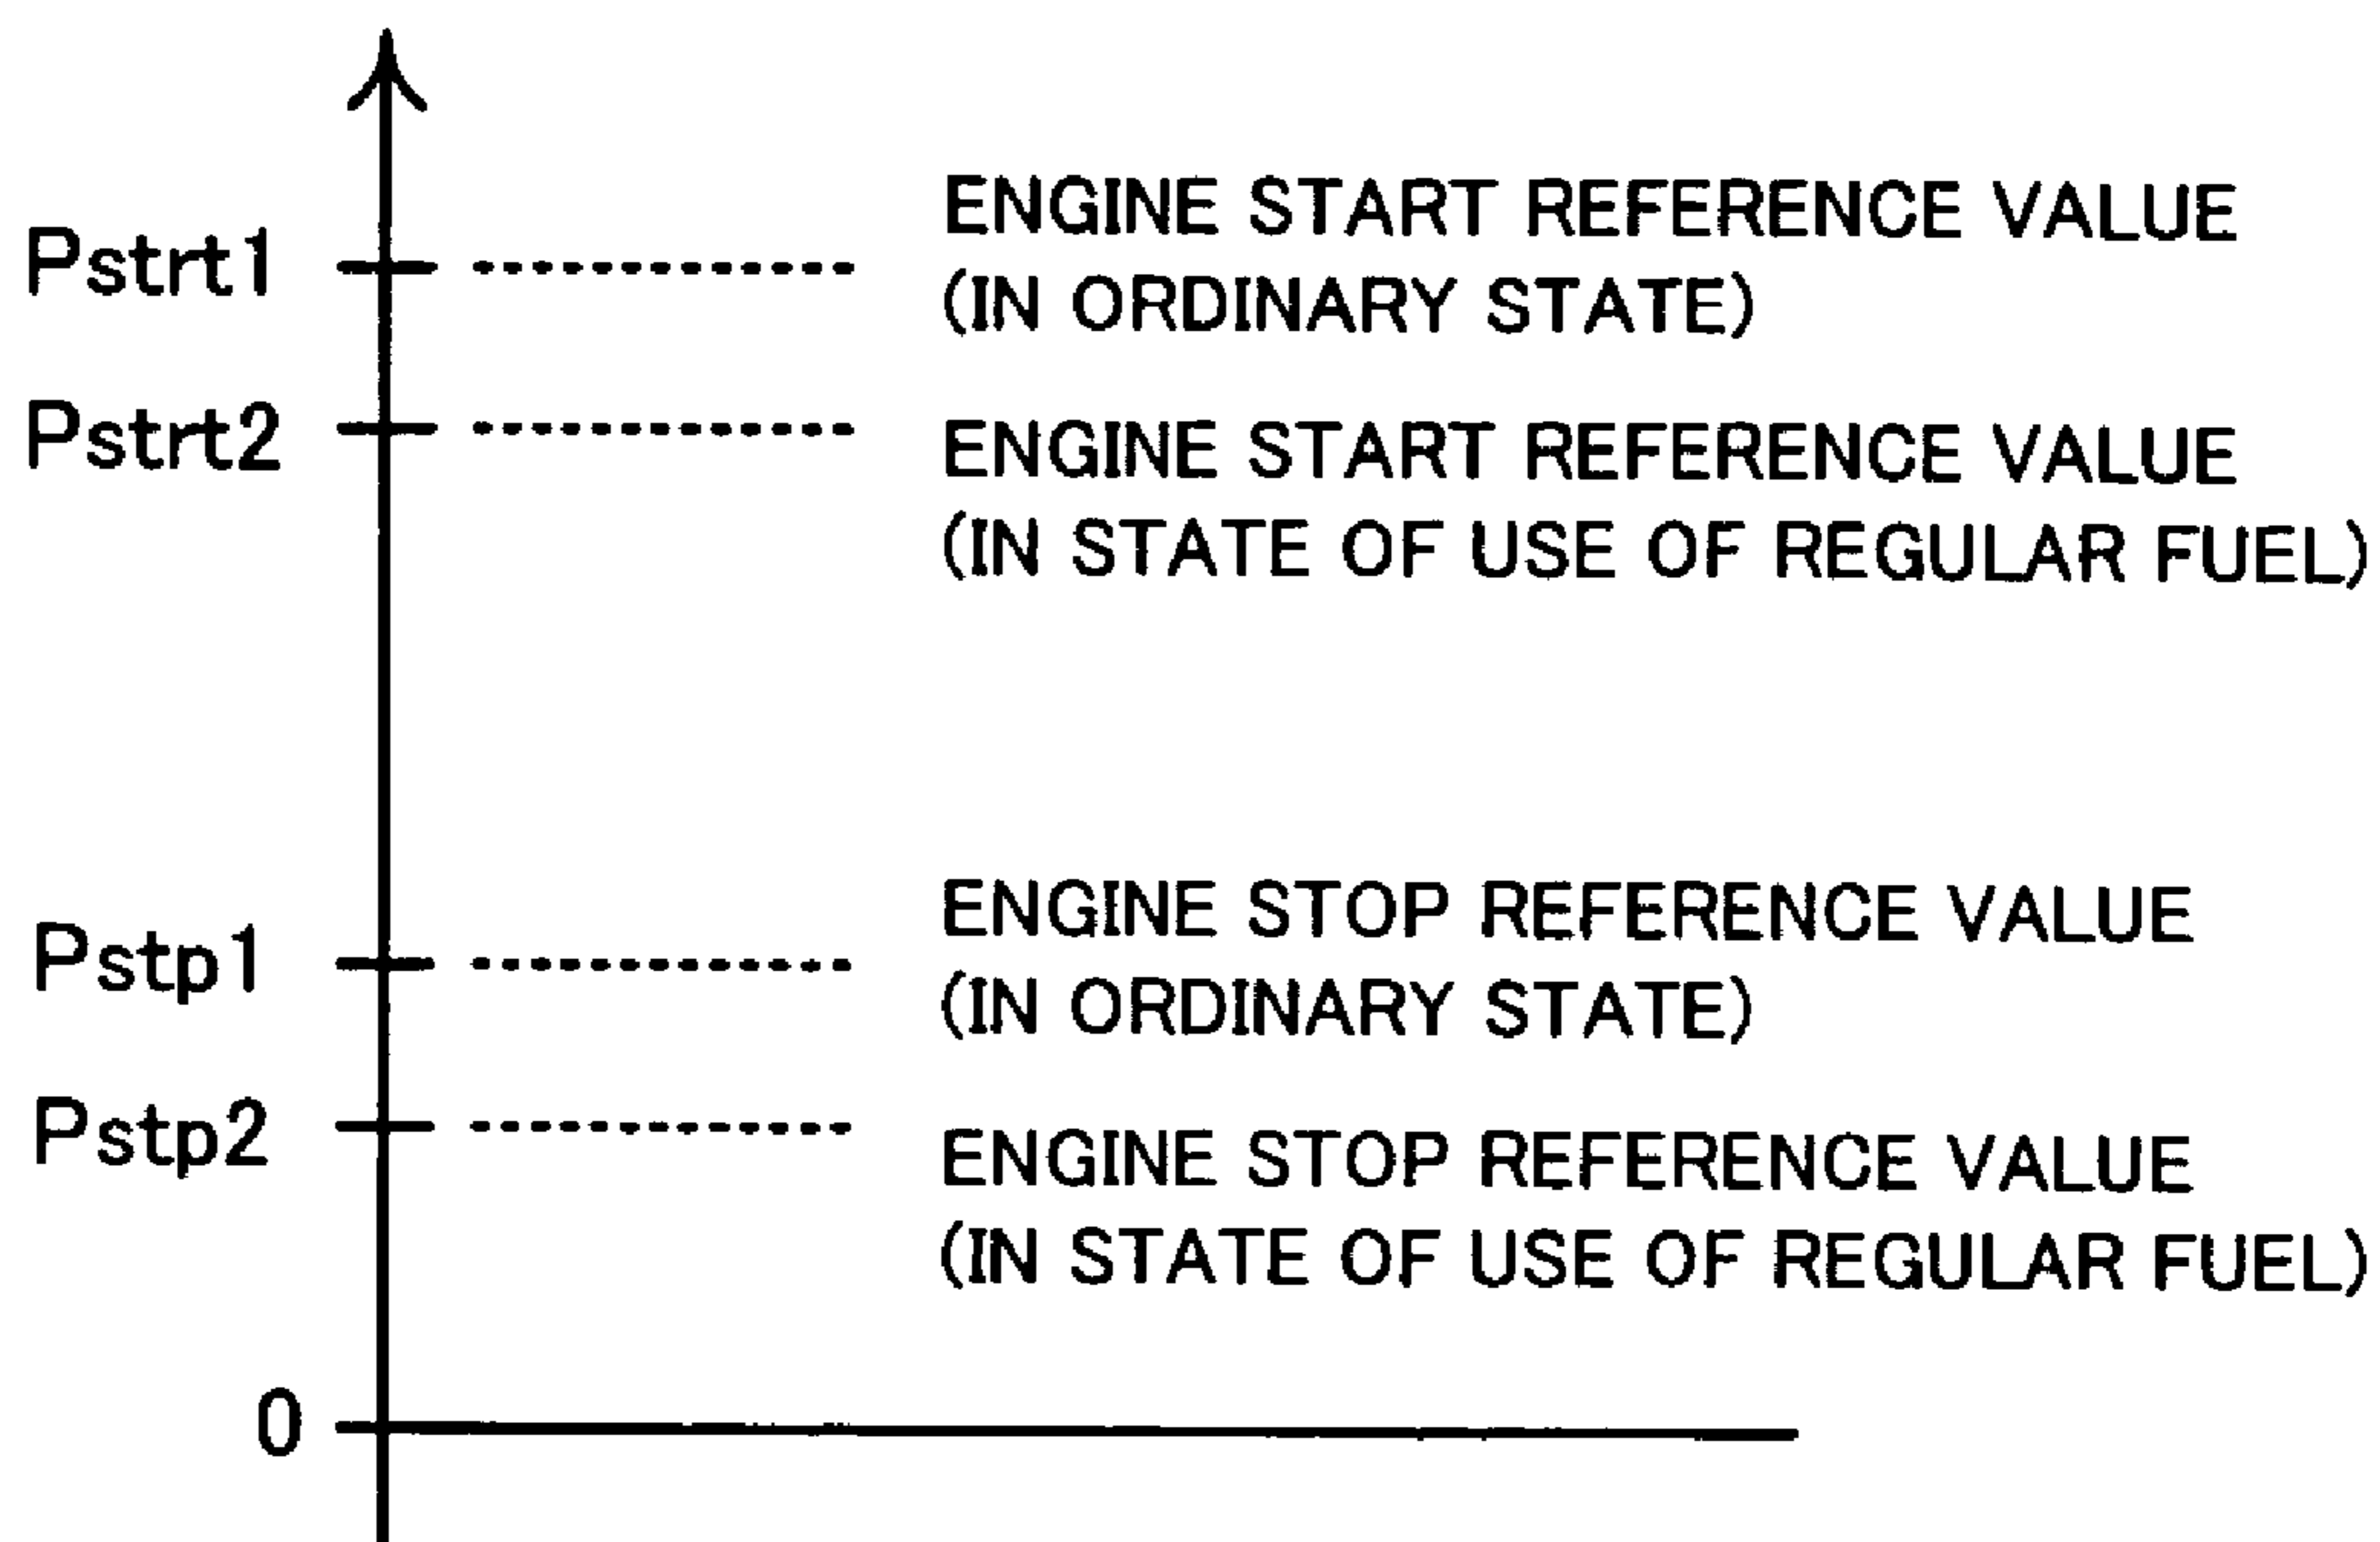 Pstrt1
ENGINE START REFERENCE VALUE
(IN ORDINARY STATE)
Pstrt2
ENGINE START REFERENCE VALUE
(IN STATE OF USE OF REGULAR FUEL)
Pstp1
ENGINE STOP REFERENCE VALUE
(IN ORDINARY STATE)
Pstp2
ENGINE STOP REFERENCE VALUE
(IN STATE OF USE OF REGULAR FUEL)
0